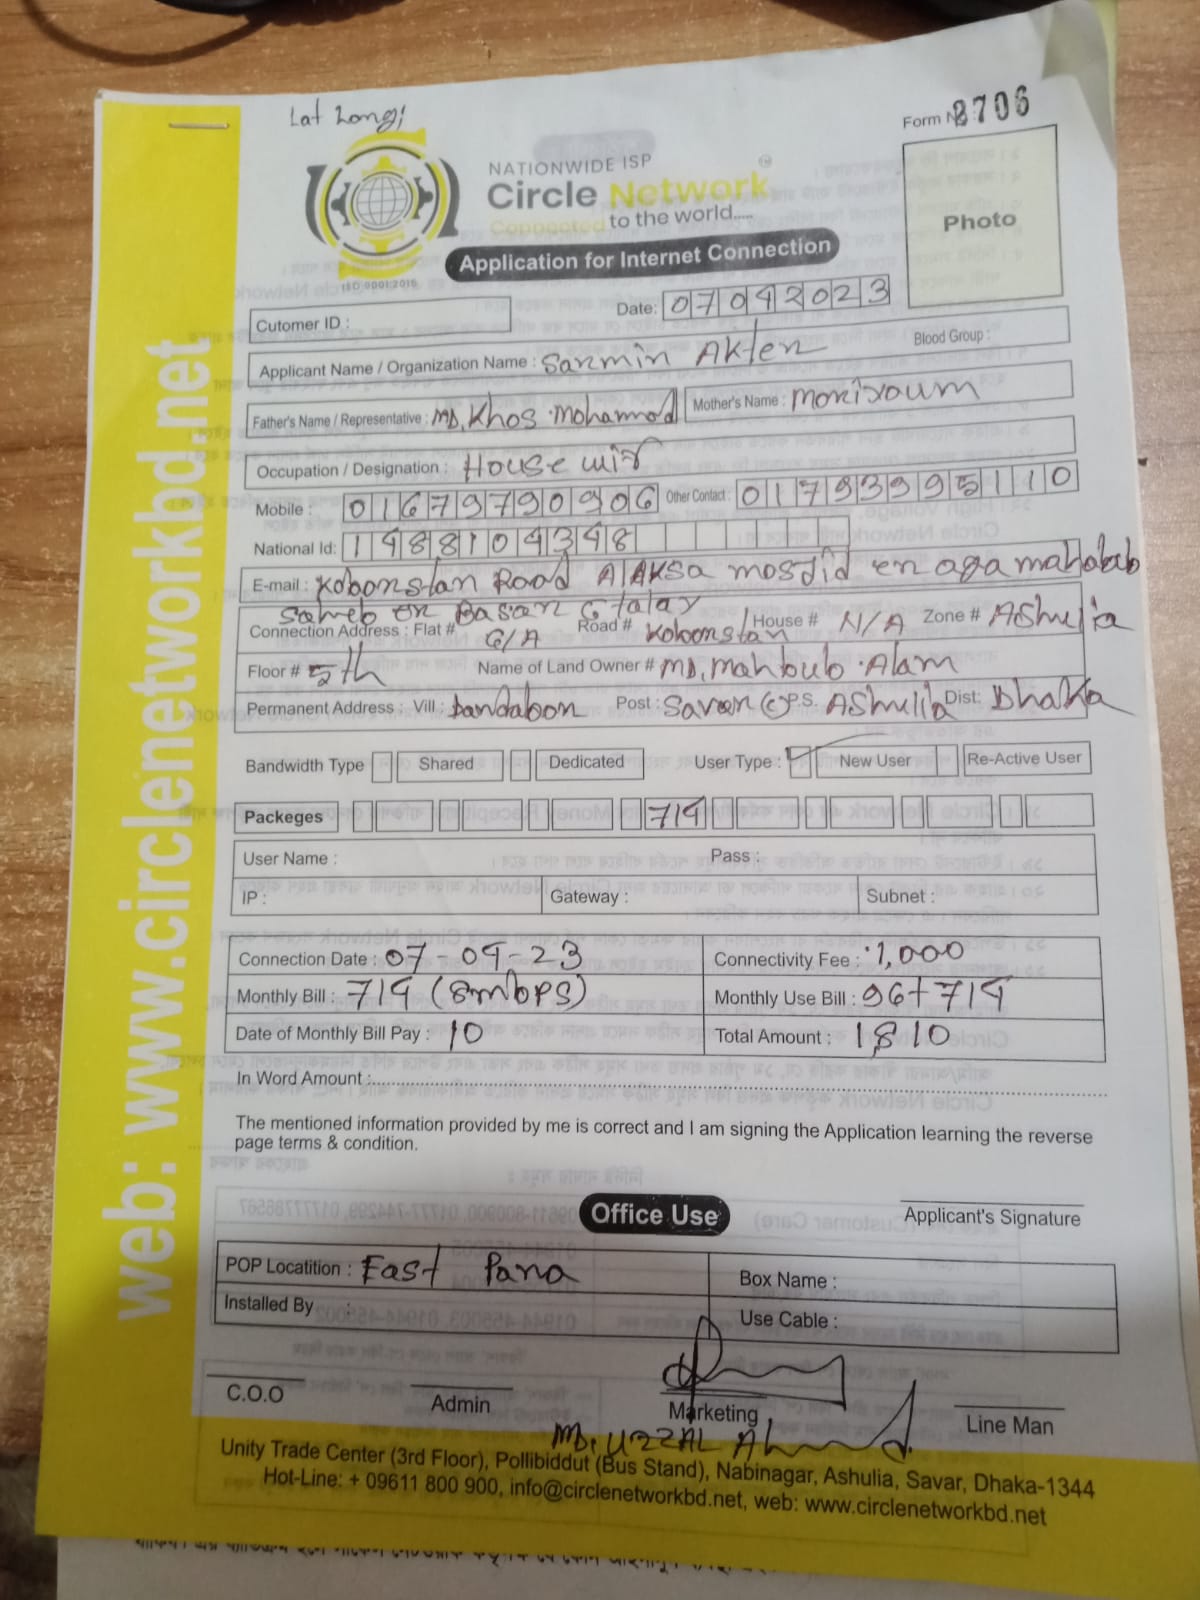 Lat Longi
Form N 8706
NATIONWIDE ISP
Circle Network
Connected to the world.....
ISO 9001:2015
Photo
Application for Internet Connection
Cutomer ID :
Date: 07042023
Applicant Name / Organization Name : Sarmin Akter
Blood Group :
Father's Name / Representative : MD. Khos Mohammod
Mother's Name :
Occupation / Designation : House wif
Mobile : 01679790906
Other Contact : 01793995110
National Id: 1488104348
E-mail : Kobonstan Road AlAKSA mosjid er aga mahabub
saheb er Basar 6 talay
Connection Address : Flat # 6/A Road # Kobonstan House # N/A Zone # AShulia
Floor # 5th Name of Land Owner # MD. Mahbub Alam
Permanent Address : Vill : Post : Savar P.S. AShulia Dist: Dhaka
Bandwidth Type Shared Dedicated User Type : New User Re-Active User
Packeges 714
User Name : Pass :
IP : Gateway : Subnet :
Connection Date : 07-04-23
Connectivity Fee : 1,000
Monthly Bill : 714 (8mbps)
Monthly Use Bill : 96+714
Date of Monthly Bill Pay : 10
Total Amount : 1810
In Word Amount :
The mentioned information provided by me is correct and I am signing the Application learning the reverse
page terms & condition.
Applicant's Signature
Office Use
POP Locatition : East Para
Box Name :
Installed By :
Use Cable :
C.O.O
Admin
Marketing
Line Man
MD. UZZAL Ahmed
Unity Trade Center (3rd Floor), Pollibiddut (Bus Stand), Nabinagar, Ashulia, Savar, Dhaka-1344
Hot-Line: + 09611 800 900, info@circlenetworkbd.net, web: www.circlenetworkbd.net
web: www.circlenetworkbd.net